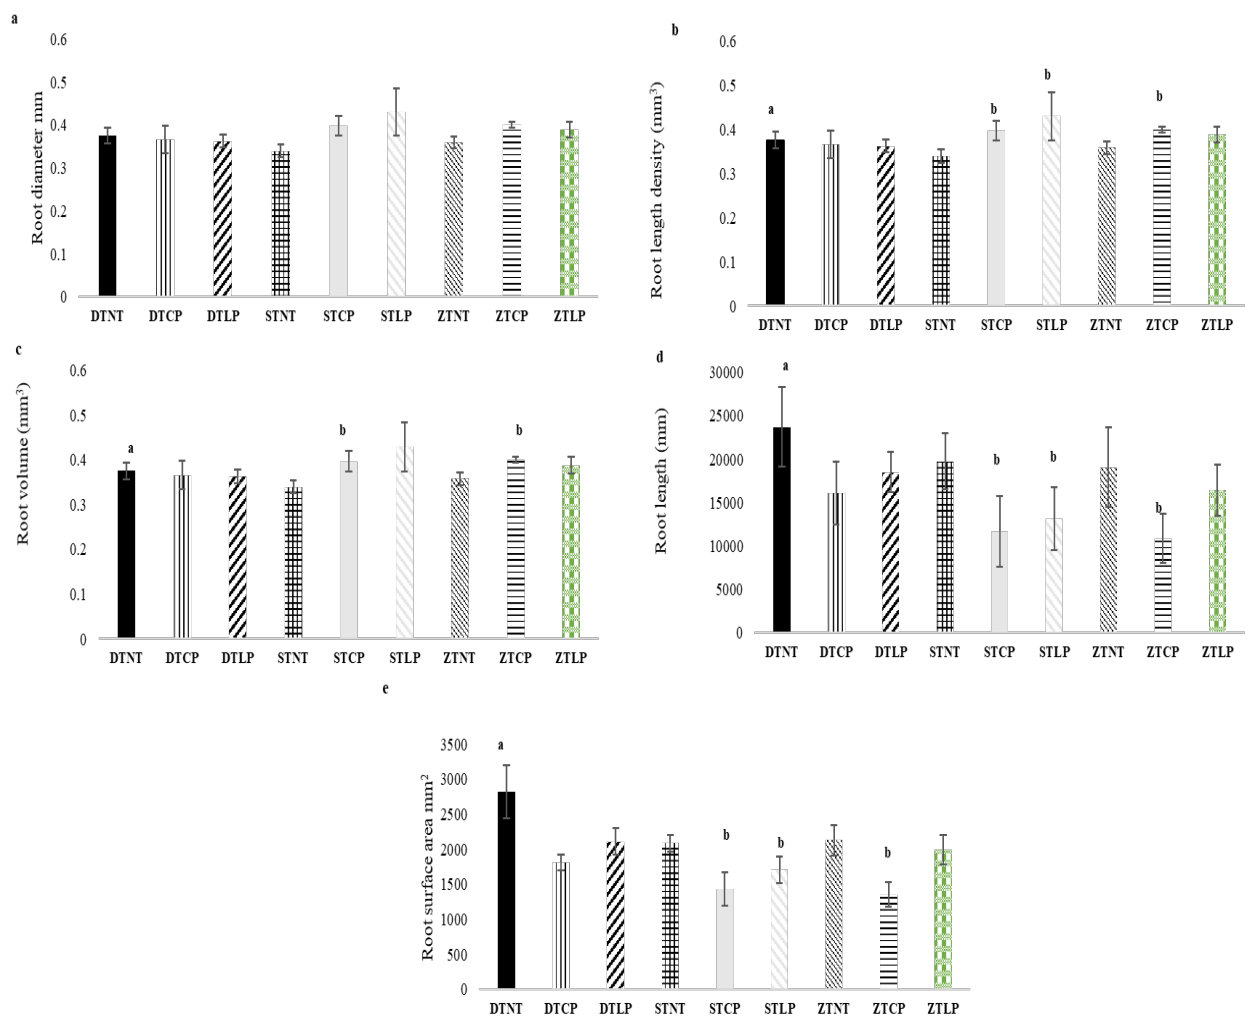 a
Root diameter mm
0.6
0.5
0.4
0.3
0.2
0.1
0
DTNT DTCP DTLP STNT STCP STLP ZTNT ZTCP ZTLP
b
Root length density (mm³)
0.6
0.5
0.4
0.3
0.2
0.1
0
a b b b
DTNT DTCP DTLP STNT STCP STLP ZTNT ZTCP ZTLP
c
Root volume (mm³)
0.6
0.5
0.4
0.3
0.2
0.1
0
a b b
DTNT DTCP DTLP STNT STCP STLP ZTNT ZTCP ZTLP
d
Root length (mm)
30000
25000
20000
15000
10000
5000
0
a b b b
DTNT DTCP DTLP STNT STCP STLP ZTNT ZTCP ZTLP
e
Root surface area mm²
3500
3000
2500
2000
1500
1000
500
0
a b b b
DTNT DTCP DTLP STNT STCP STLP ZTNT ZTCP ZTLP